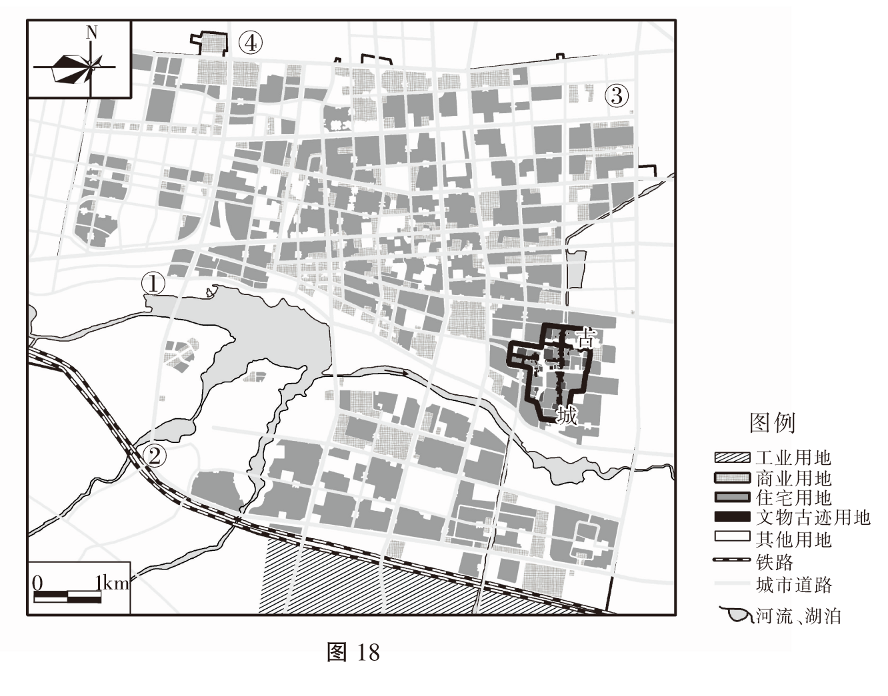 N
④
③
①
古
城
②
0 1km
图例
工业用地
商业用地
住宅用地
文物古迹用地
其他用地
铁路
城市道路
河流、湖泊
图 18